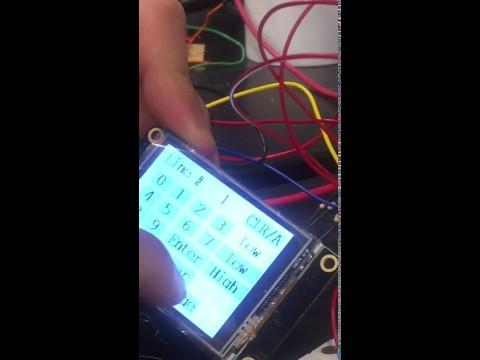 Line # 1 CLR/A
0 1 2 3 Low
4 5 6 7 Low
9 Enter High